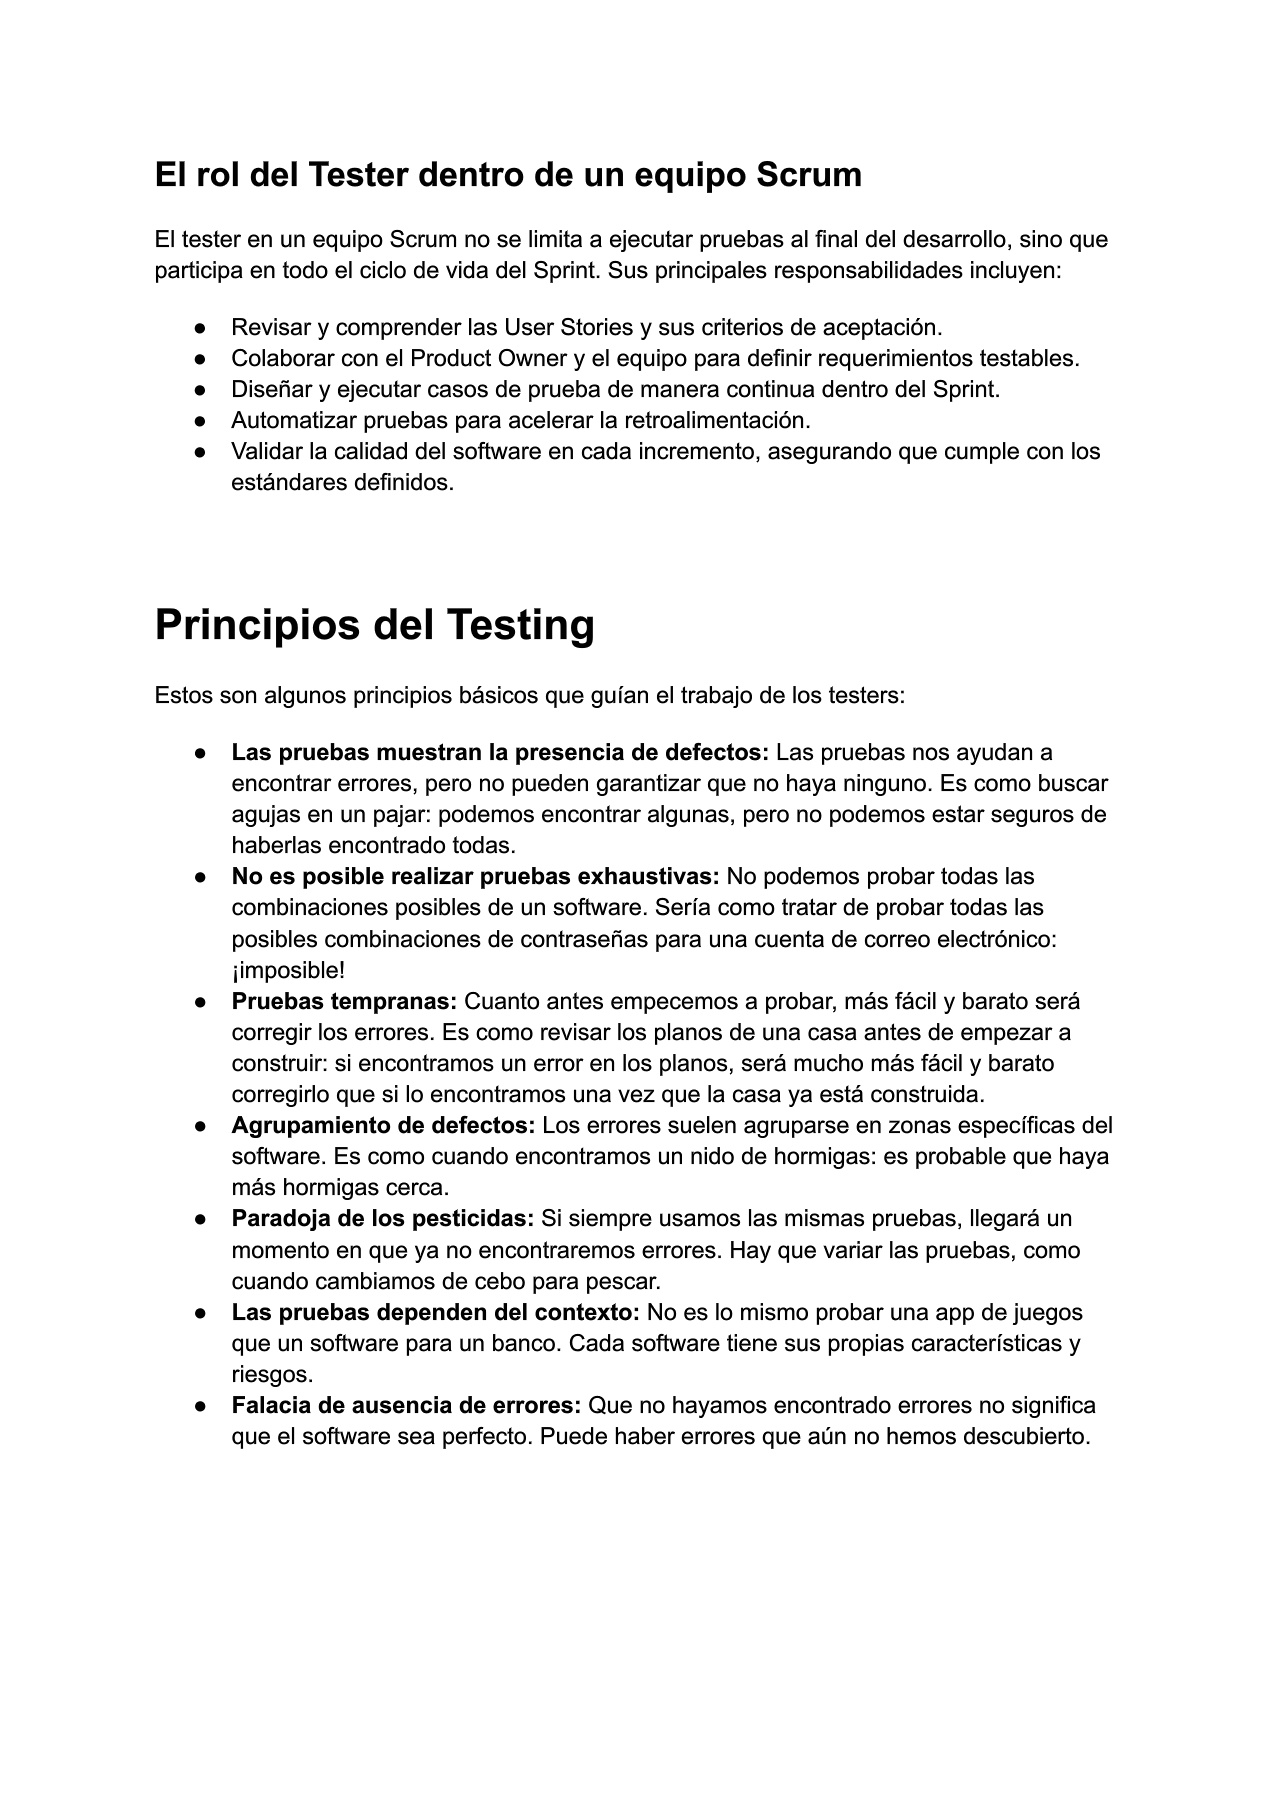 El rol del Tester dentro de un equipo Scrum
El tester en un equipo Scrum no se limita a ejecutar pruebas al final del desarrollo, sino que
participa en todo el ciclo de vida del Sprint. Sus principales responsabilidades incluyen:
● Revisar y comprender las User Stories y sus criterios de aceptación.
● Colaborar con el Product Owner y el equipo para definir requerimientos testables.
● Diseñar y ejecutar casos de prueba de manera continua dentro del Sprint.
● Automatizar pruebas para acelerar la retroalimentación.
● Validar la calidad del software en cada incremento, asegurando que cumple con los
estándares definidos.
Principios del Testing
Estos son algunos principios básicos que guían el trabajo de los testers:
● Las pruebas muestran la presencia de defectos: Las pruebas nos ayudan a
encontrar errores, pero no pueden garantizar que no haya ninguno. Es como buscar
agujas en un pajar: podemos encontrar algunas, pero no podemos estar seguros de
haberlas encontrado todas.
● No es posible realizar pruebas exhaustivas: No podemos probar todas las
combinaciones posibles de un software. Sería como tratar de probar todas las
posibles combinaciones de contraseñas para una cuenta de correo electrónico:
¡imposible!
● Pruebas tempranas: Cuanto antes empecemos a probar, más fácil y barato será
corregir los errores. Es como revisar los planos de una casa antes de empezar a
construir: si encontramos un error en los planos, será mucho más fácil y barato
corregirlo que si lo encontramos una vez que la casa ya está construida.
● Agrupamiento de defectos: Los errores suelen agruparse en zonas específicas del
software. Es como cuando encontramos un nido de hormigas: es probable que haya
más hormigas cerca.
● Paradoja de los pesticidas: Si siempre usamos las mismas pruebas, llegará un
momento en que ya no encontraremos errores. Hay que variar las pruebas, como
cuando cambiamos de cebo para pescar.
● Las pruebas dependen del contexto: No es lo mismo probar una app de juegos
que un software para un banco. Cada software tiene sus propias características y
riesgos.
● Falacia de ausencia de errores: Que no hayamos encontrado errores no significa
que el software sea perfecto. Puede haber errores que aún no hemos descubierto.